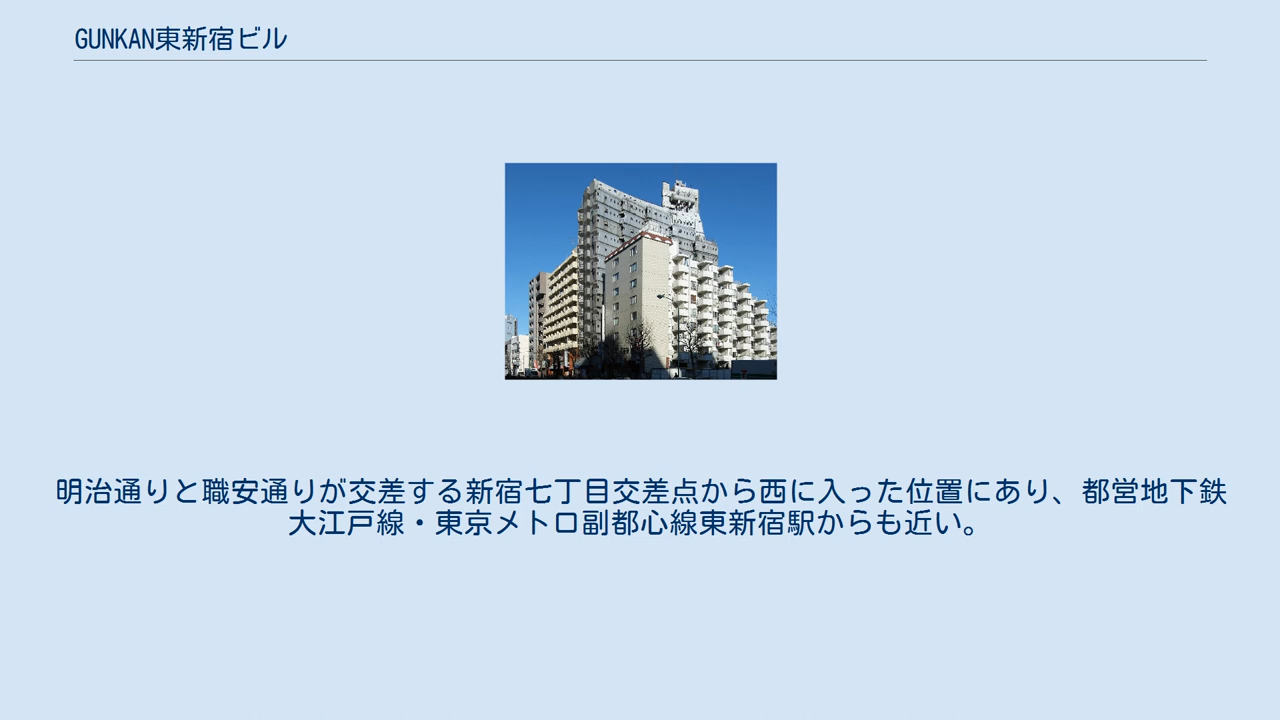 GUNKAN東新宿ビル
明治通りと職安通りが交差する新宿七丁目交差点から西に入った位置にあり、都営地下鉄
大江戸線・東京メトロ副都心線東新宿駅からも近い。